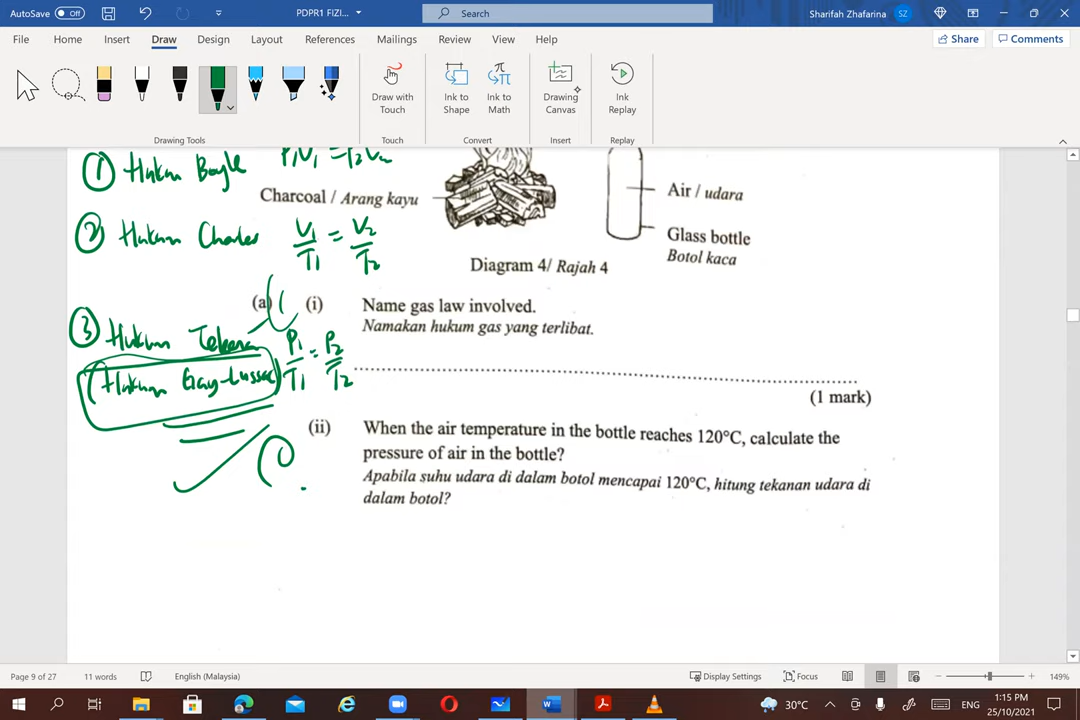 AutoSave Off PDPR1 FIZI... Search Sharifah Zhafarina SZ
File Home Insert Draw Design Layout References Mailings Review View Help Share Comments
Draw with Touch
Ink to Shape
Ink to Math
Drawing Canvas
Ink Replay
Drawing Tools Touch Convert Insert Replay
① Hukum Boyle P₁V₁ = P₂V₂
Charcoal / Arang kayu
Air / udara
② Hukum Charles V₁/T₁ = V₂/T₂
Glass bottle
Botol kaca
Diagram 4/ Rajah 4
(a) (i) Name gas law involved.
Namakan hukum gas yang terlibat.
③ Hukum Tekanan P₁/T₁ = P₂/T₂
(Hukum Gay-Lussac)
(1 mark)
(ii) When the air temperature in the bottle reaches 120°C, calculate the
pressure of air in the bottle?
Apabila suhu udara di dalam botol mencapai 120°C, hitung tekanan udara di
dalam botol?
Page 9 of 27 11 words English (Malaysia) Display Settings Focus 149%
30°C ENG 1:15 PM
25/10/2021